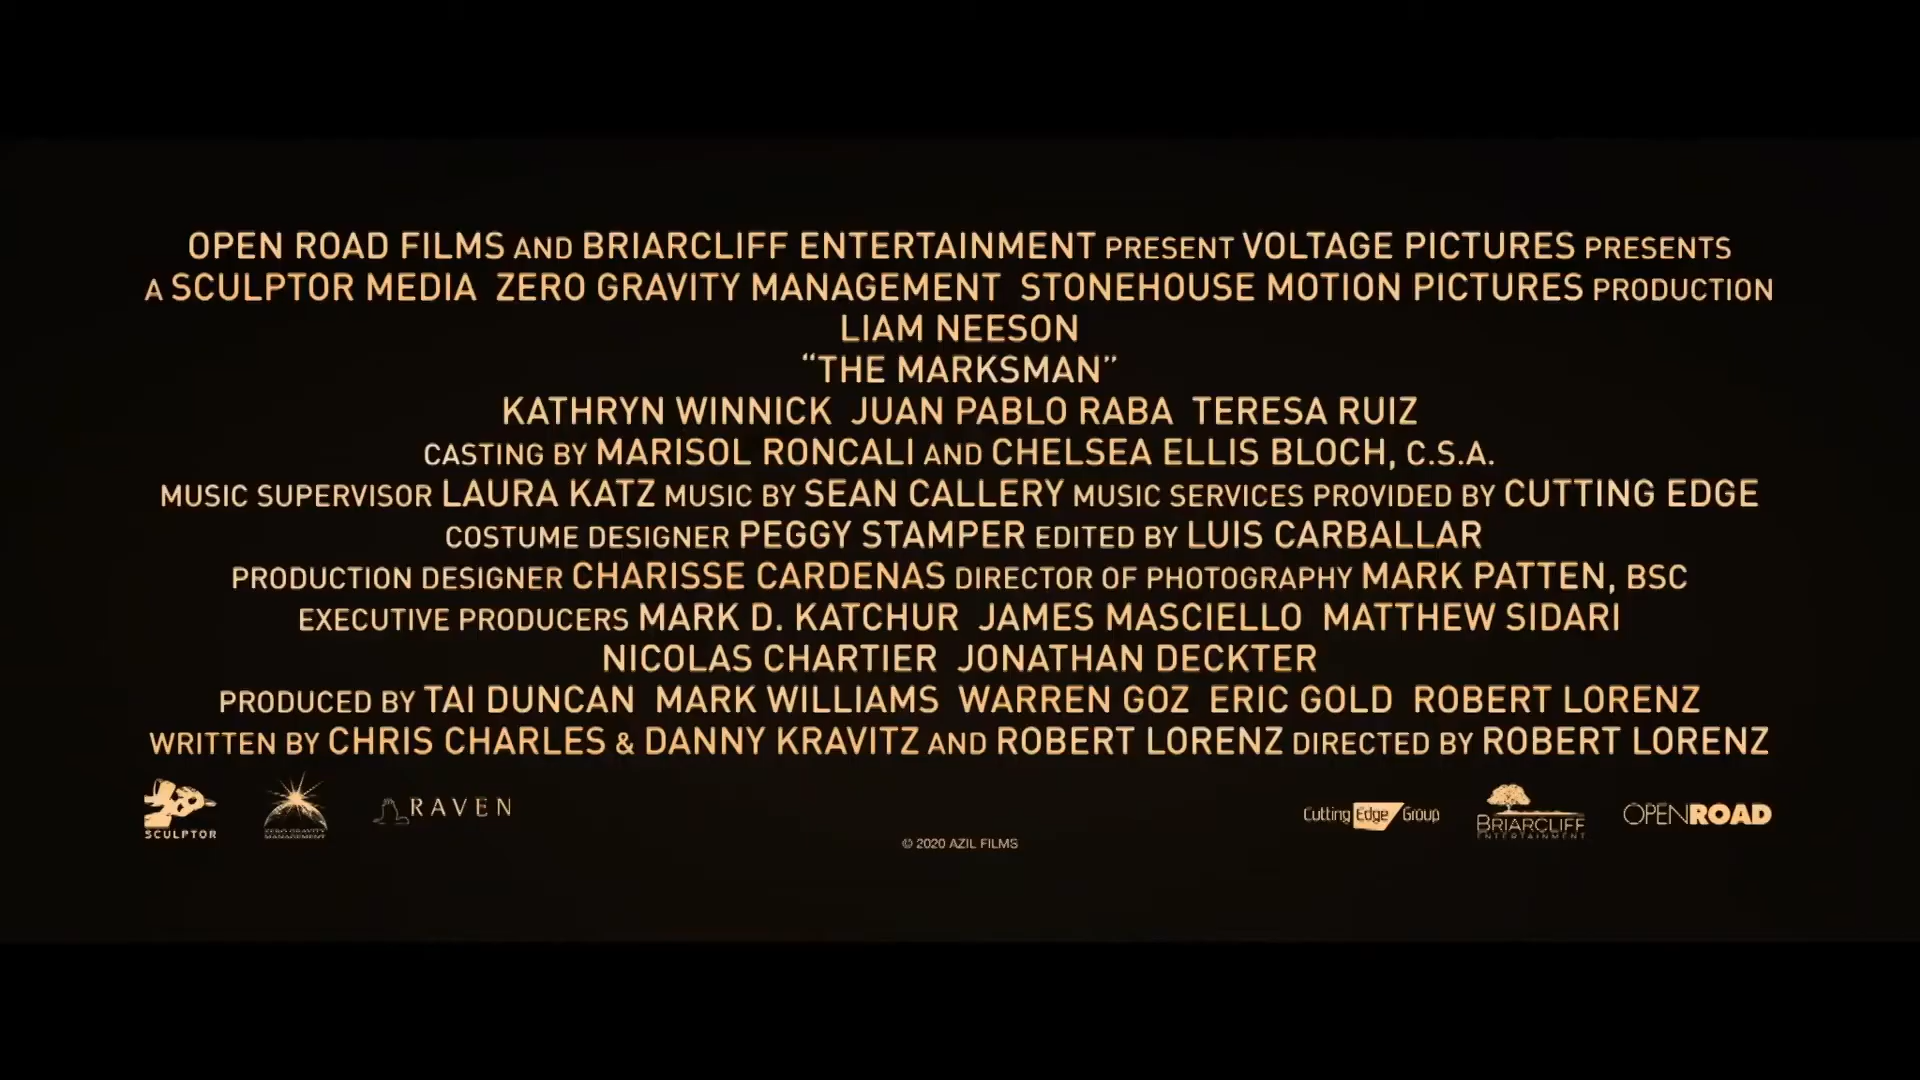 OPEN ROAD FILMS AND BRIARCLIFF ENTERTAINMENT PRESENT VOLTAGE PICTURES PRESENTS
A SCULPTOR MEDIA ZERO GRAVITY MANAGEMENT STONEHOUSE MOTION PICTURES PRODUCTION
LIAM NEESON
“THE MARKSMAN”
KATHRYN WINNICK JUAN PABLO RABA TERESA RUIZ
CASTING BY MARISOL RONCALI AND CHELSEA ELLIS BLOCH, C.S.A.
MUSIC SUPERVISOR LAURA KATZ MUSIC BY SEAN CALLERY MUSIC SERVICES PROVIDED BY CUTTING EDGE
COSTUME DESIGNER PEGGY STAMPER EDITED BY LUIS CARBALLAR
PRODUCTION DESIGNER CHARISSE CARDENAS DIRECTOR OF PHOTOGRAPHY MARK PATTEN, BSC
EXECUTIVE PRODUCERS MARK D. KATCHUR JAMES MASCIELLO MATTHEW SIDARI
NICOLAS CHARTIER JONATHAN DECKTER
PRODUCED BY TAI DUNCAN MARK WILLIAMS WARREN GOZ ERIC GOLD ROBERT LORENZ
WRITTEN BY CHRIS CHARLES & DANNY KRAVITZ AND ROBERT LORENZ DIRECTED BY ROBERT LORENZ
SCULPTOR
ZERO GRAVITY
MANAGEMENT
RAVEN
© 2020 AZIL FILMS
Cutting Edge Group
BRIARCLIFF
ENTERTAINMENT
OPEN ROAD